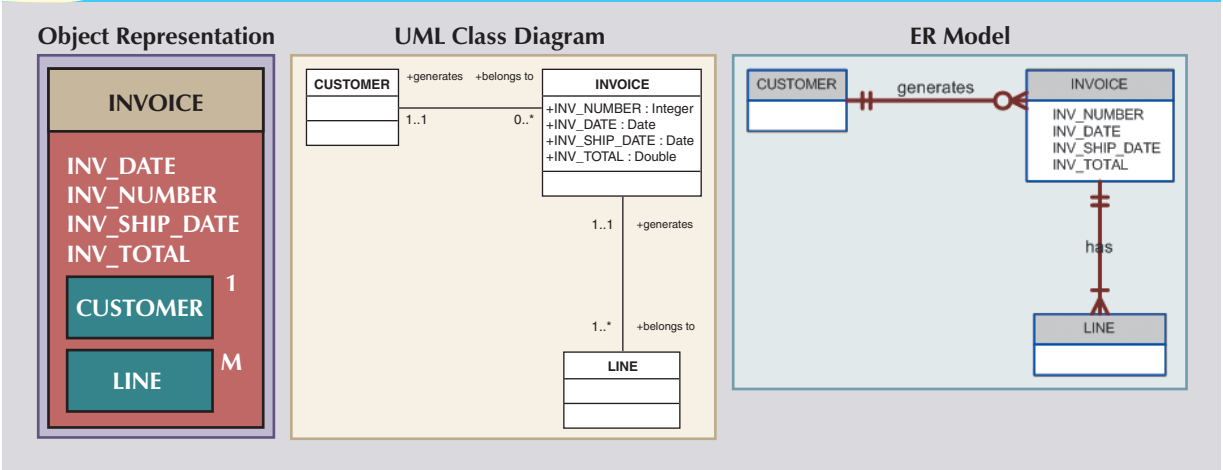 Object Representation
INVOICE
INV_DATE
INV_NUMBER
INV_SHIP_DATE
INV_TOTAL
1
CUSTOMER
M
LINE
UML Class Diagram
CUSTOMER
+generates +belongs to
1..1 0..*
INVOICE
+INV_NUMBER : Integer
+INV_DATE : Date
+INV_SHIP_DATE : Date
+INV_TOTAL : Double
1..1 +generates
1..* +belongs to
LINE
ER Model
CUSTOMER
generates
INVOICE
INV_NUMBER
INV_DATE
INV_SHIP_DATE
INV_TOTAL
has
LINE